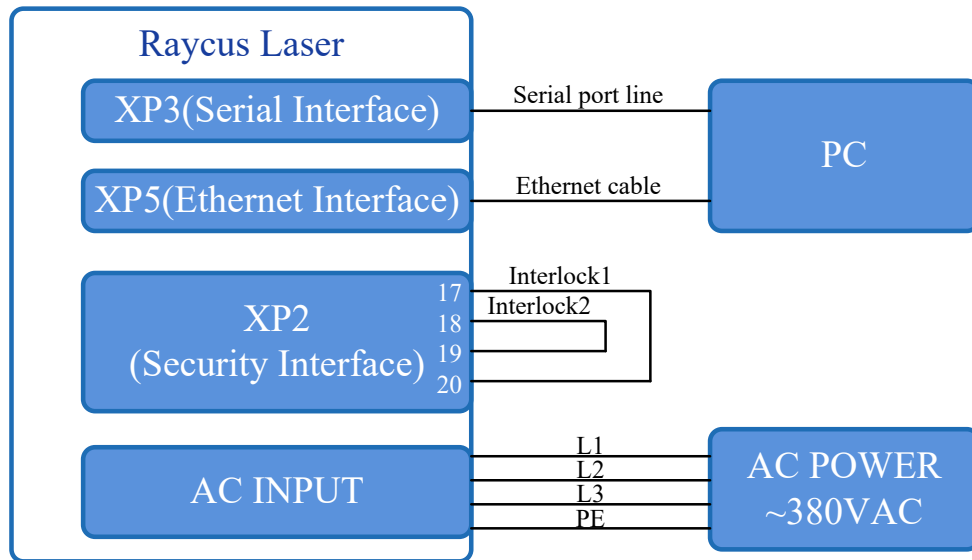 Raycus Laser
XP3(Serial Interface)
Serial port line
PC
XP5(Ethernet Interface)
Ethernet cable
XP2
(Security Interface)
17
18
19
20
Interlock1
Interlock2
AC INPUT
L1
L2
L3
PE
AC POWER
~380VAC